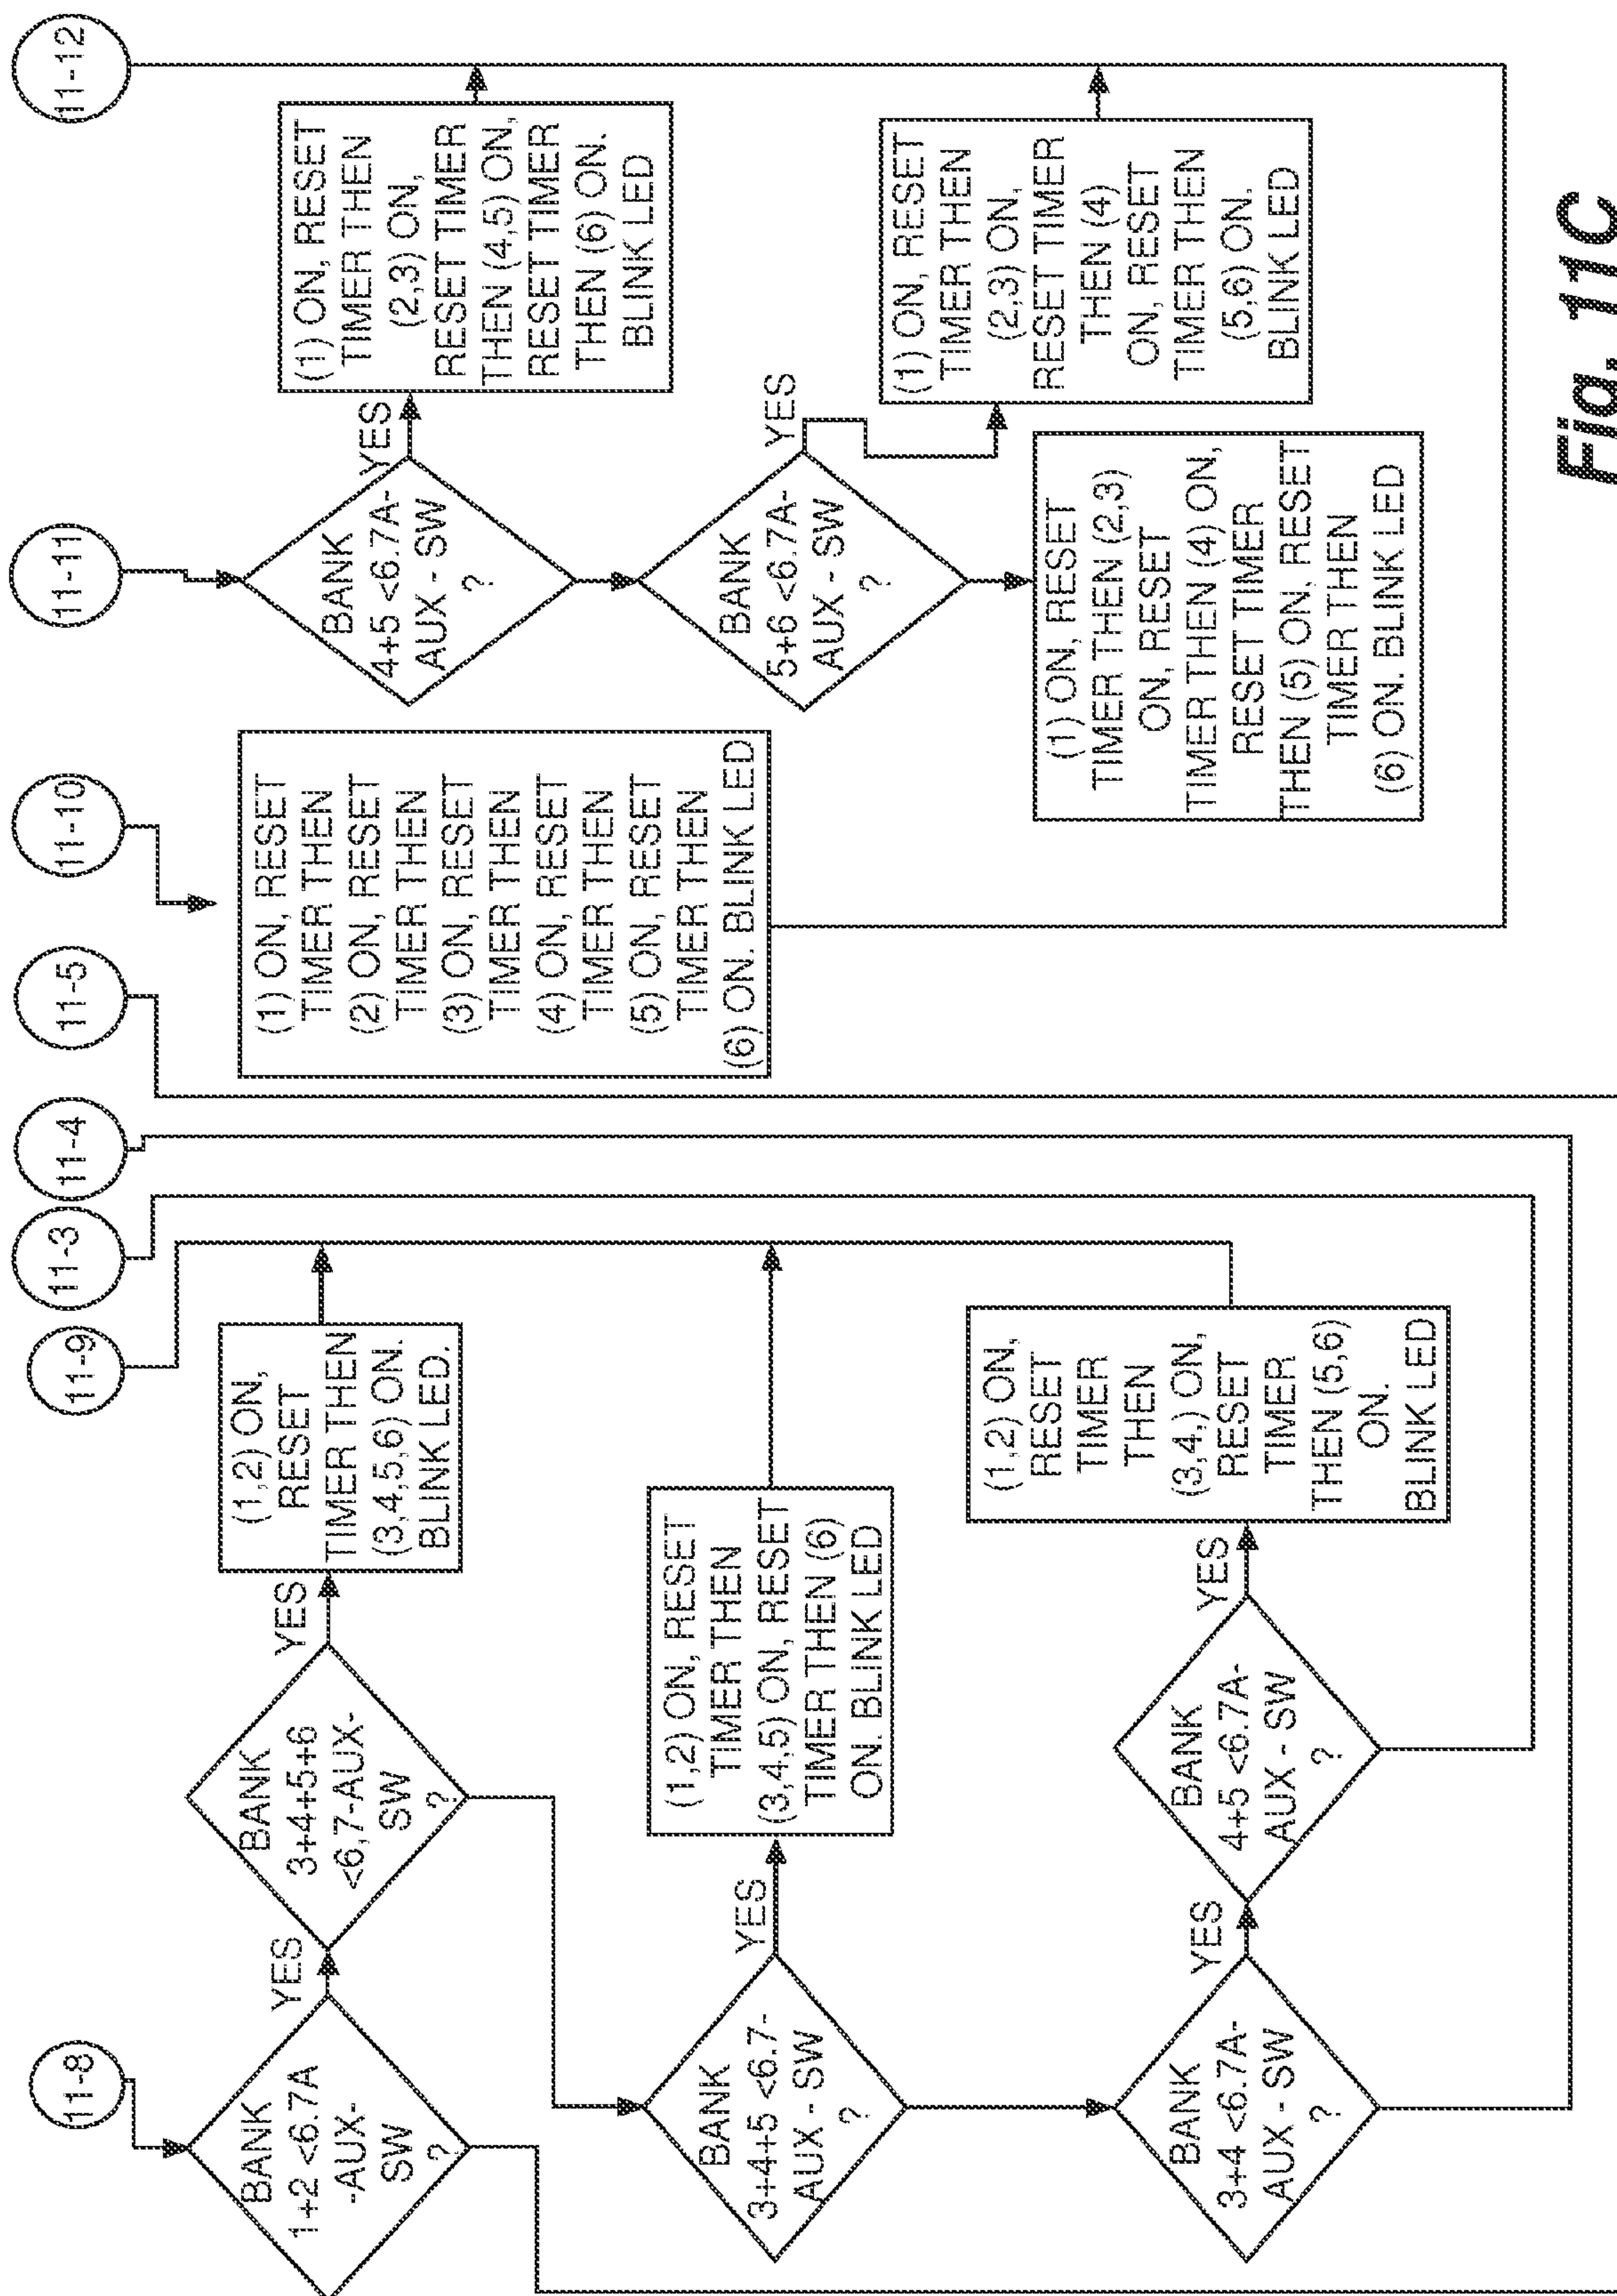 11-8
11-9
11-3
11-4
11-5
11-10
11-11
11-12
BANK
1+2 <6.7A
-AUX-
SW
?
YES
BANK
3+4+5+6
<6,7-AUX-
SW
?
YES
(1,2) ON,
RESET
TIMER THEN
(3,4,5,6) ON.
BLINK LED.
BANK
3+4+5 <6.7-
AUX - SW
?
YES
(1,2) ON, RESET
TIMER THEN
(3,4,5) ON, RESET
TIMER THEN (6)
ON. BLINK LED
BANK
3+4 <6.7A-
AUX - SW
?
YES
BANK
4+5 <6.7A-
AUX - SW
?
YES
(1,2) ON,
RESET
TIMER
THEN
(3,4,) ON,
RESET
TIMER
THEN (5,6)
ON.
BLINK LED
(1) ON, RESET
TIMER THEN
(2) ON, RESET
TIMER THEN
(3) ON, RESET
TIMER THEN
(4) ON, RESET
TIMER THEN
(5) ON, RESET
TIMER THEN
(6) ON. BLINK LED
BANK
4+5 <6.7A-
AUX - SW
?
YES
(1) ON, RESET
TIMER THEN
(2,3) ON,
RESET TIMER
THEN (4,5) ON,
RESET TIMER
THEN (6) ON.
BLINK LED
BANK
5+6 <6.7A-
AUX - SW
?
YES
(1) ON, RESET
TIMER THEN
(2,3) ON,
RESET TIMER
THEN (4)
ON, RESET
TIMER THEN
(5,6) ON.
BLINK LED
(1) ON, RESET
TIMER THEN (2,3)
ON, RESET
TIMER THEN (4) ON,
RESET TIMER
THEN (5) ON, RESET
TIMER THEN
(6) ON. BLINK LED
Fig. 11C